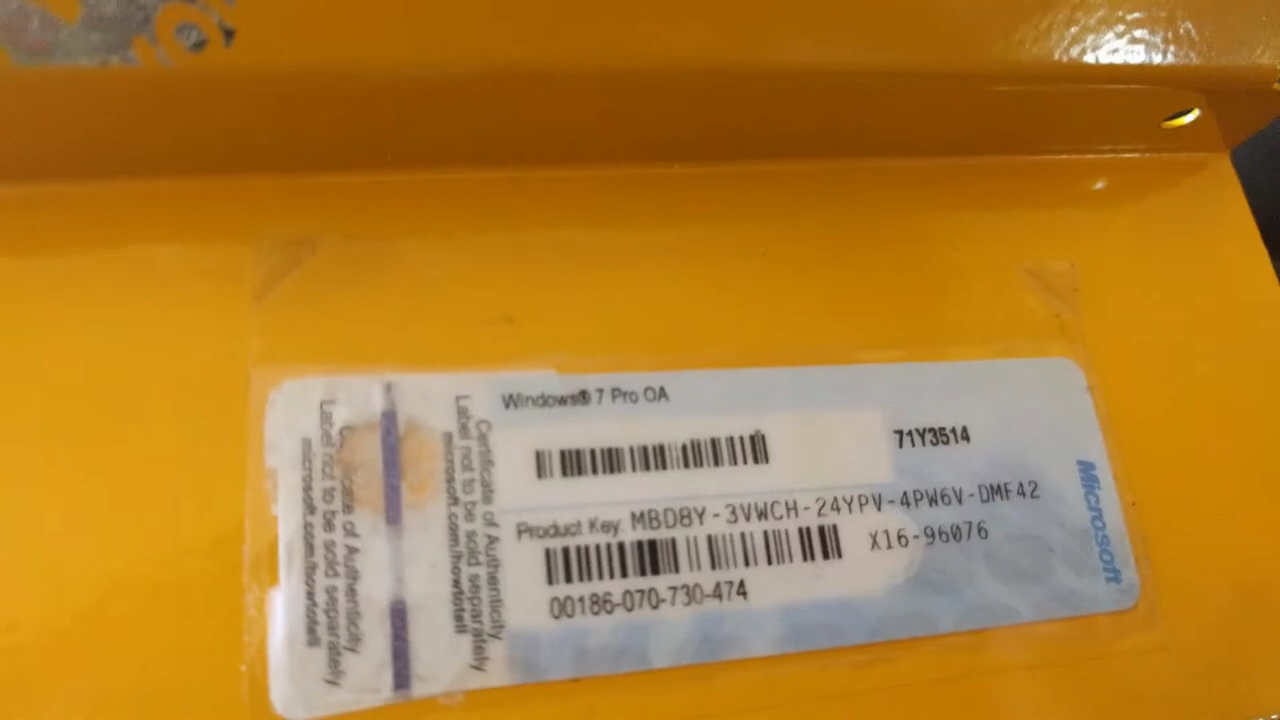 Windows® 7 Pro OA
71Y3514
Product Key: MBD8Y-3VWCH-24YPV-4PW6V-DMF42
X16-96076
00186-070-730-474
Microsoft
Certificate of Authenticity
Label not to be sold separately
microsoft.com/howtotell
of Authenticity
Label not to be sold separately
microsoft.com/howtotell